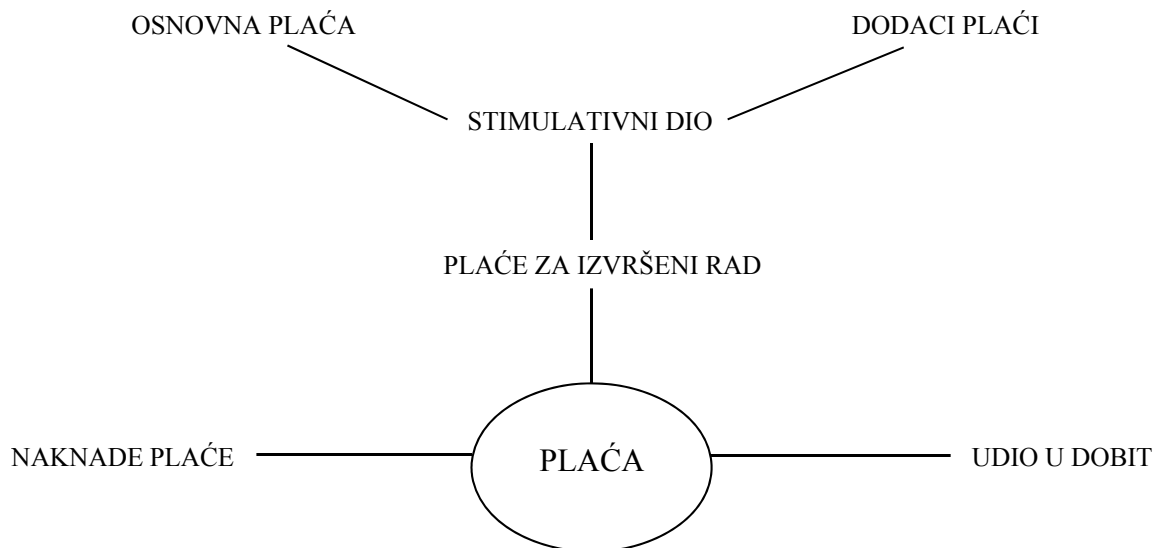 OSNOVNA PLAĆA
DODACI PLAĆI
STIMULATIVNI DIO
PLAĆE ZA IZVRŠENI RAD
NAKNADE PLAĆE
PLAĆA
UDIO U DOBIT